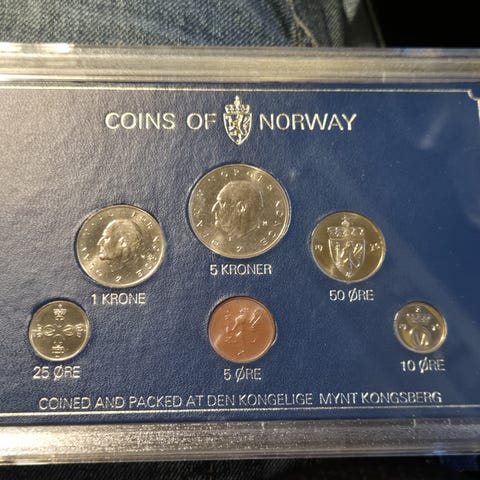 COINS OF NORWAY
5 KRONER
1 KRONE
50 ØRE
25 ØRE
5 ØRE
10 ØRE
COINED AND PACKED AT DEN KONGELIGE MYNT KONGSBERG